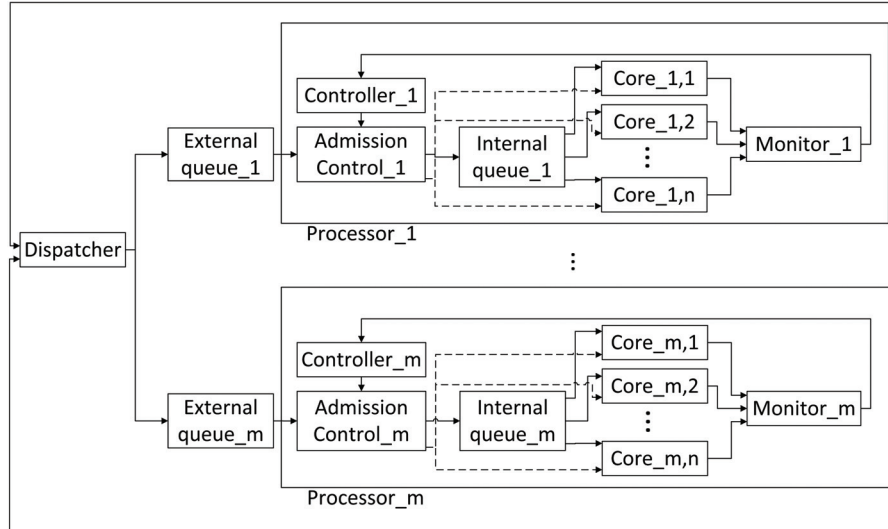 Controller_1
External
queue_1
Admission
Control_1
Internal
queue_1
Core_1,1
Core_1,2
⋮
Core_1,n
Monitor_1
Processor_1
Dispatcher
⋮
Controller_m
External
queue_m
Admission
Control_m
Internal
queue_m
Core_m,1
Core_m,2
⋮
Core_m,n
Monitor_m
Processor_m